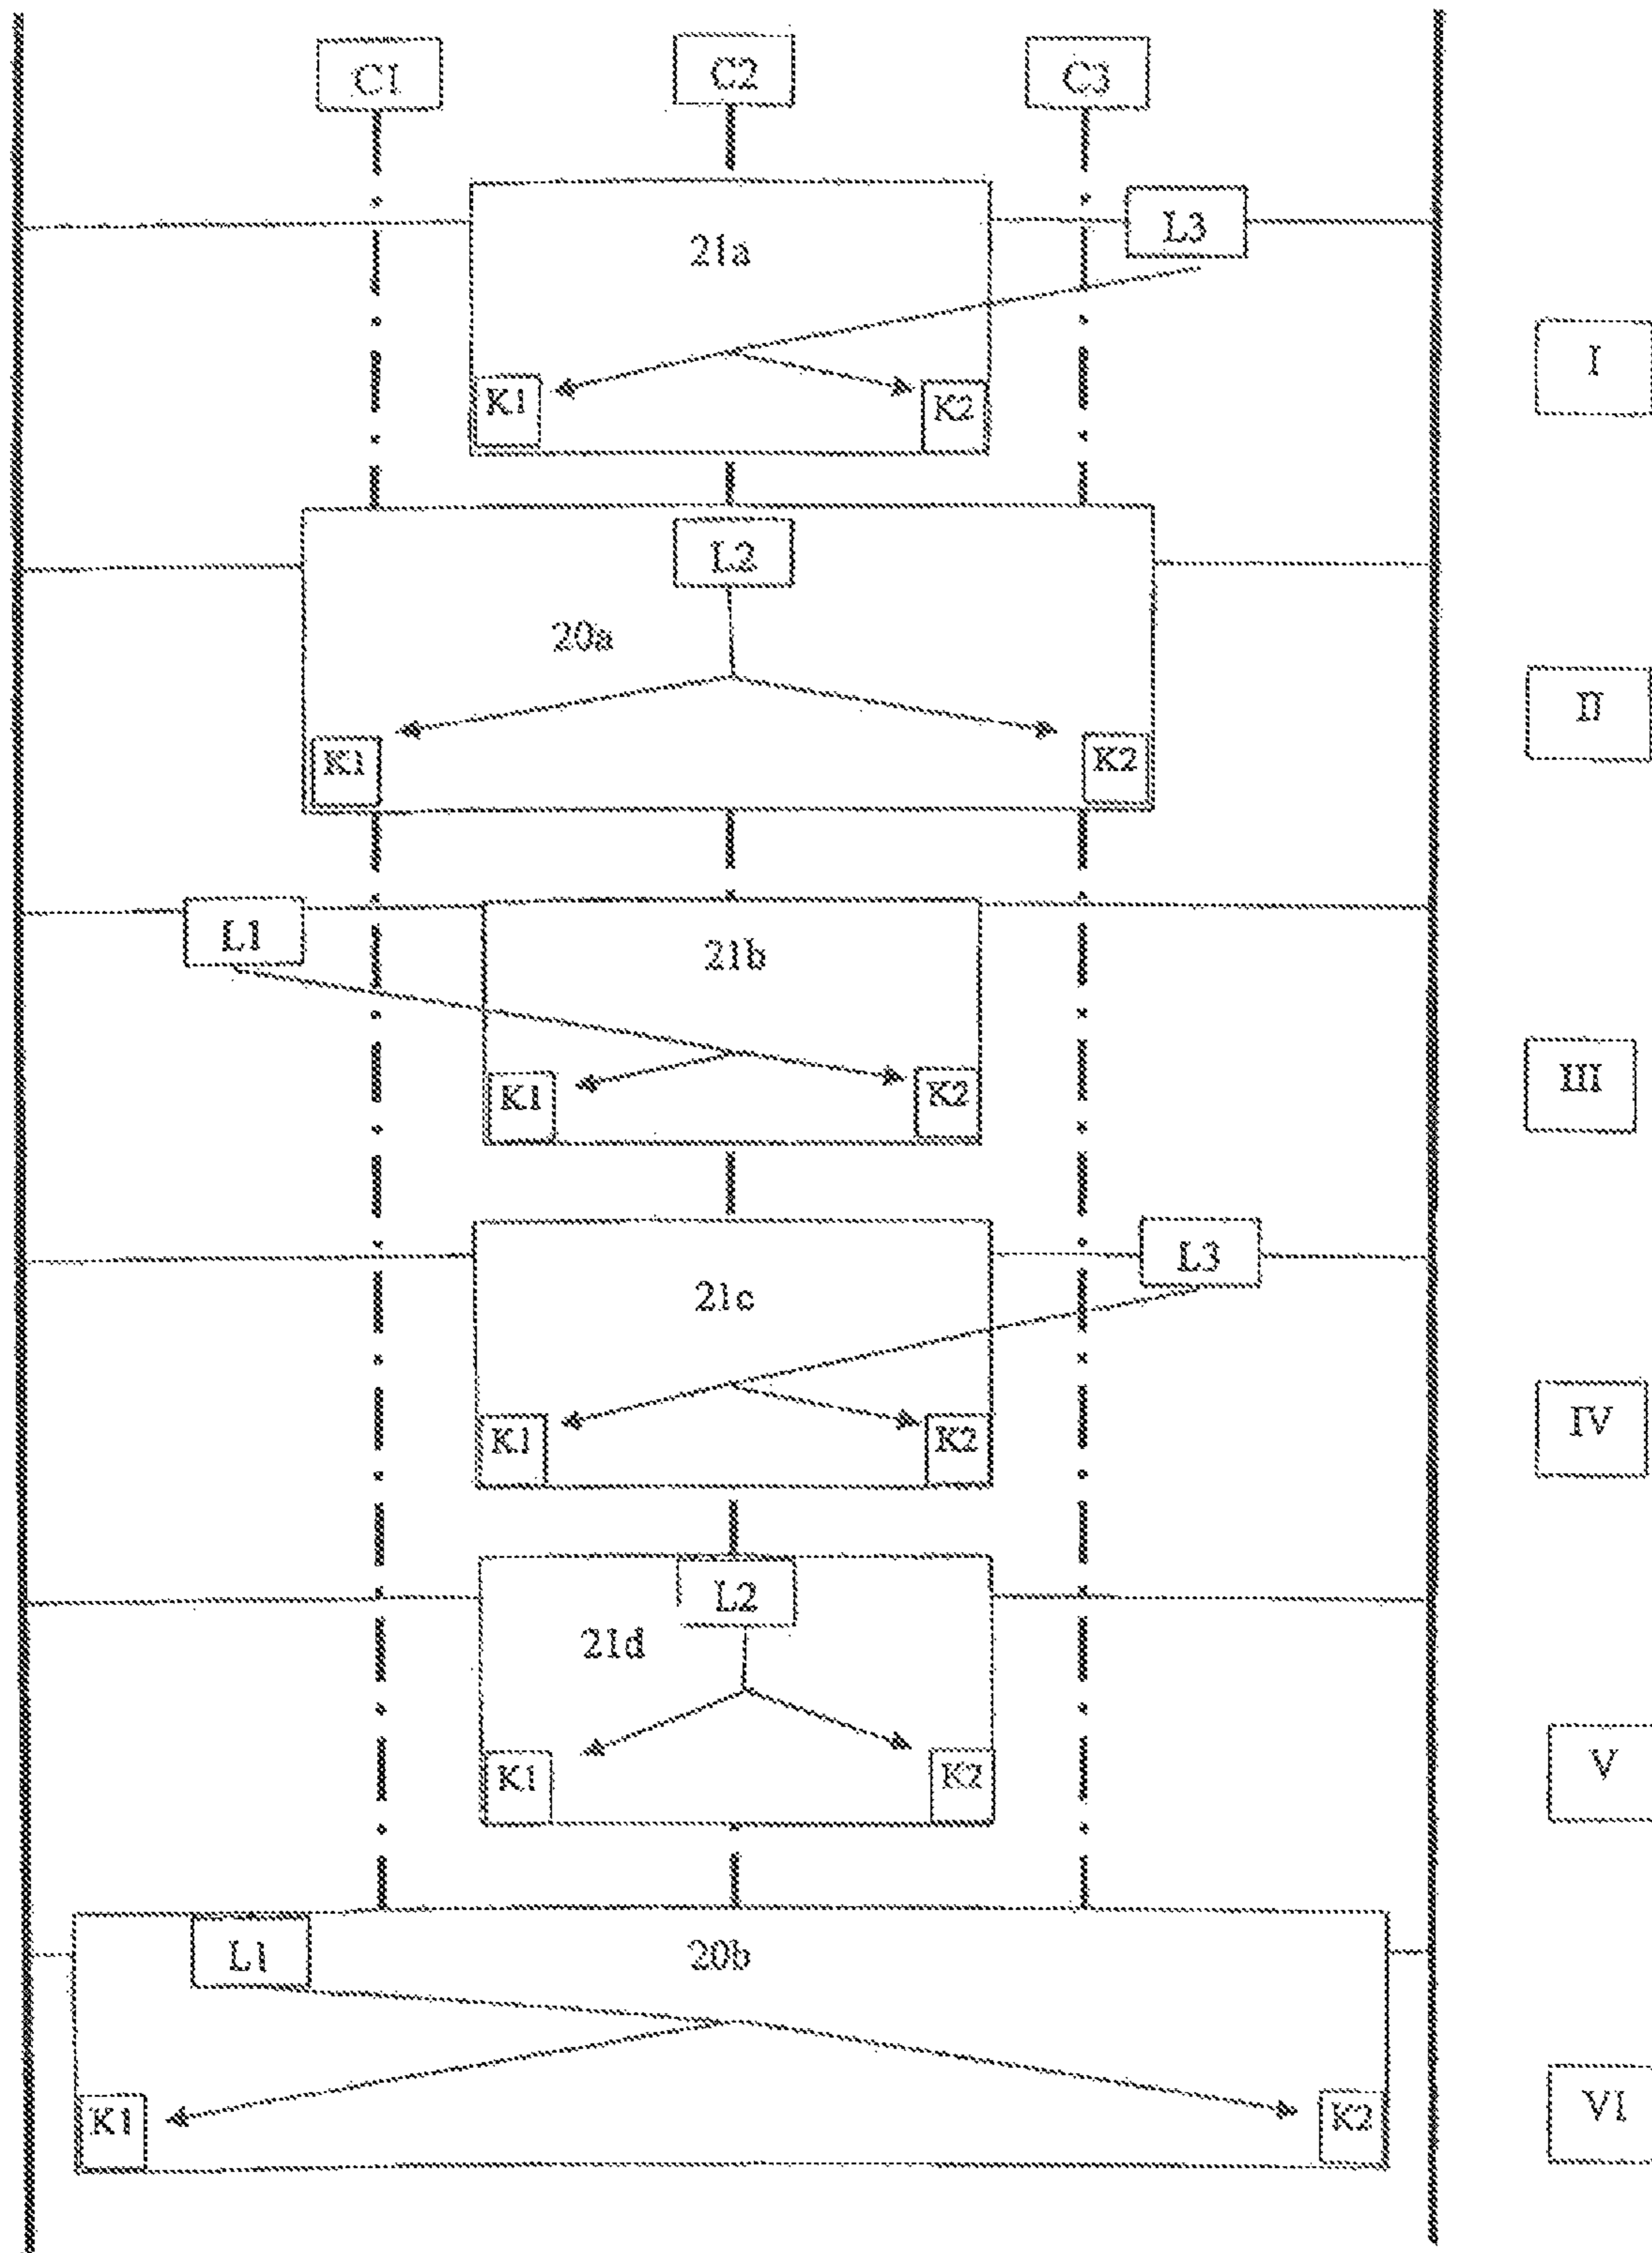 C1 C2 C3
21a L3
I
K1 K2
L2
20a
II
K1 K2
L1 21b
III
K1 K2
21c L3
IV
K1 K2
L2
21d
V
K1 K2
L1 20b
VI
K1 K2